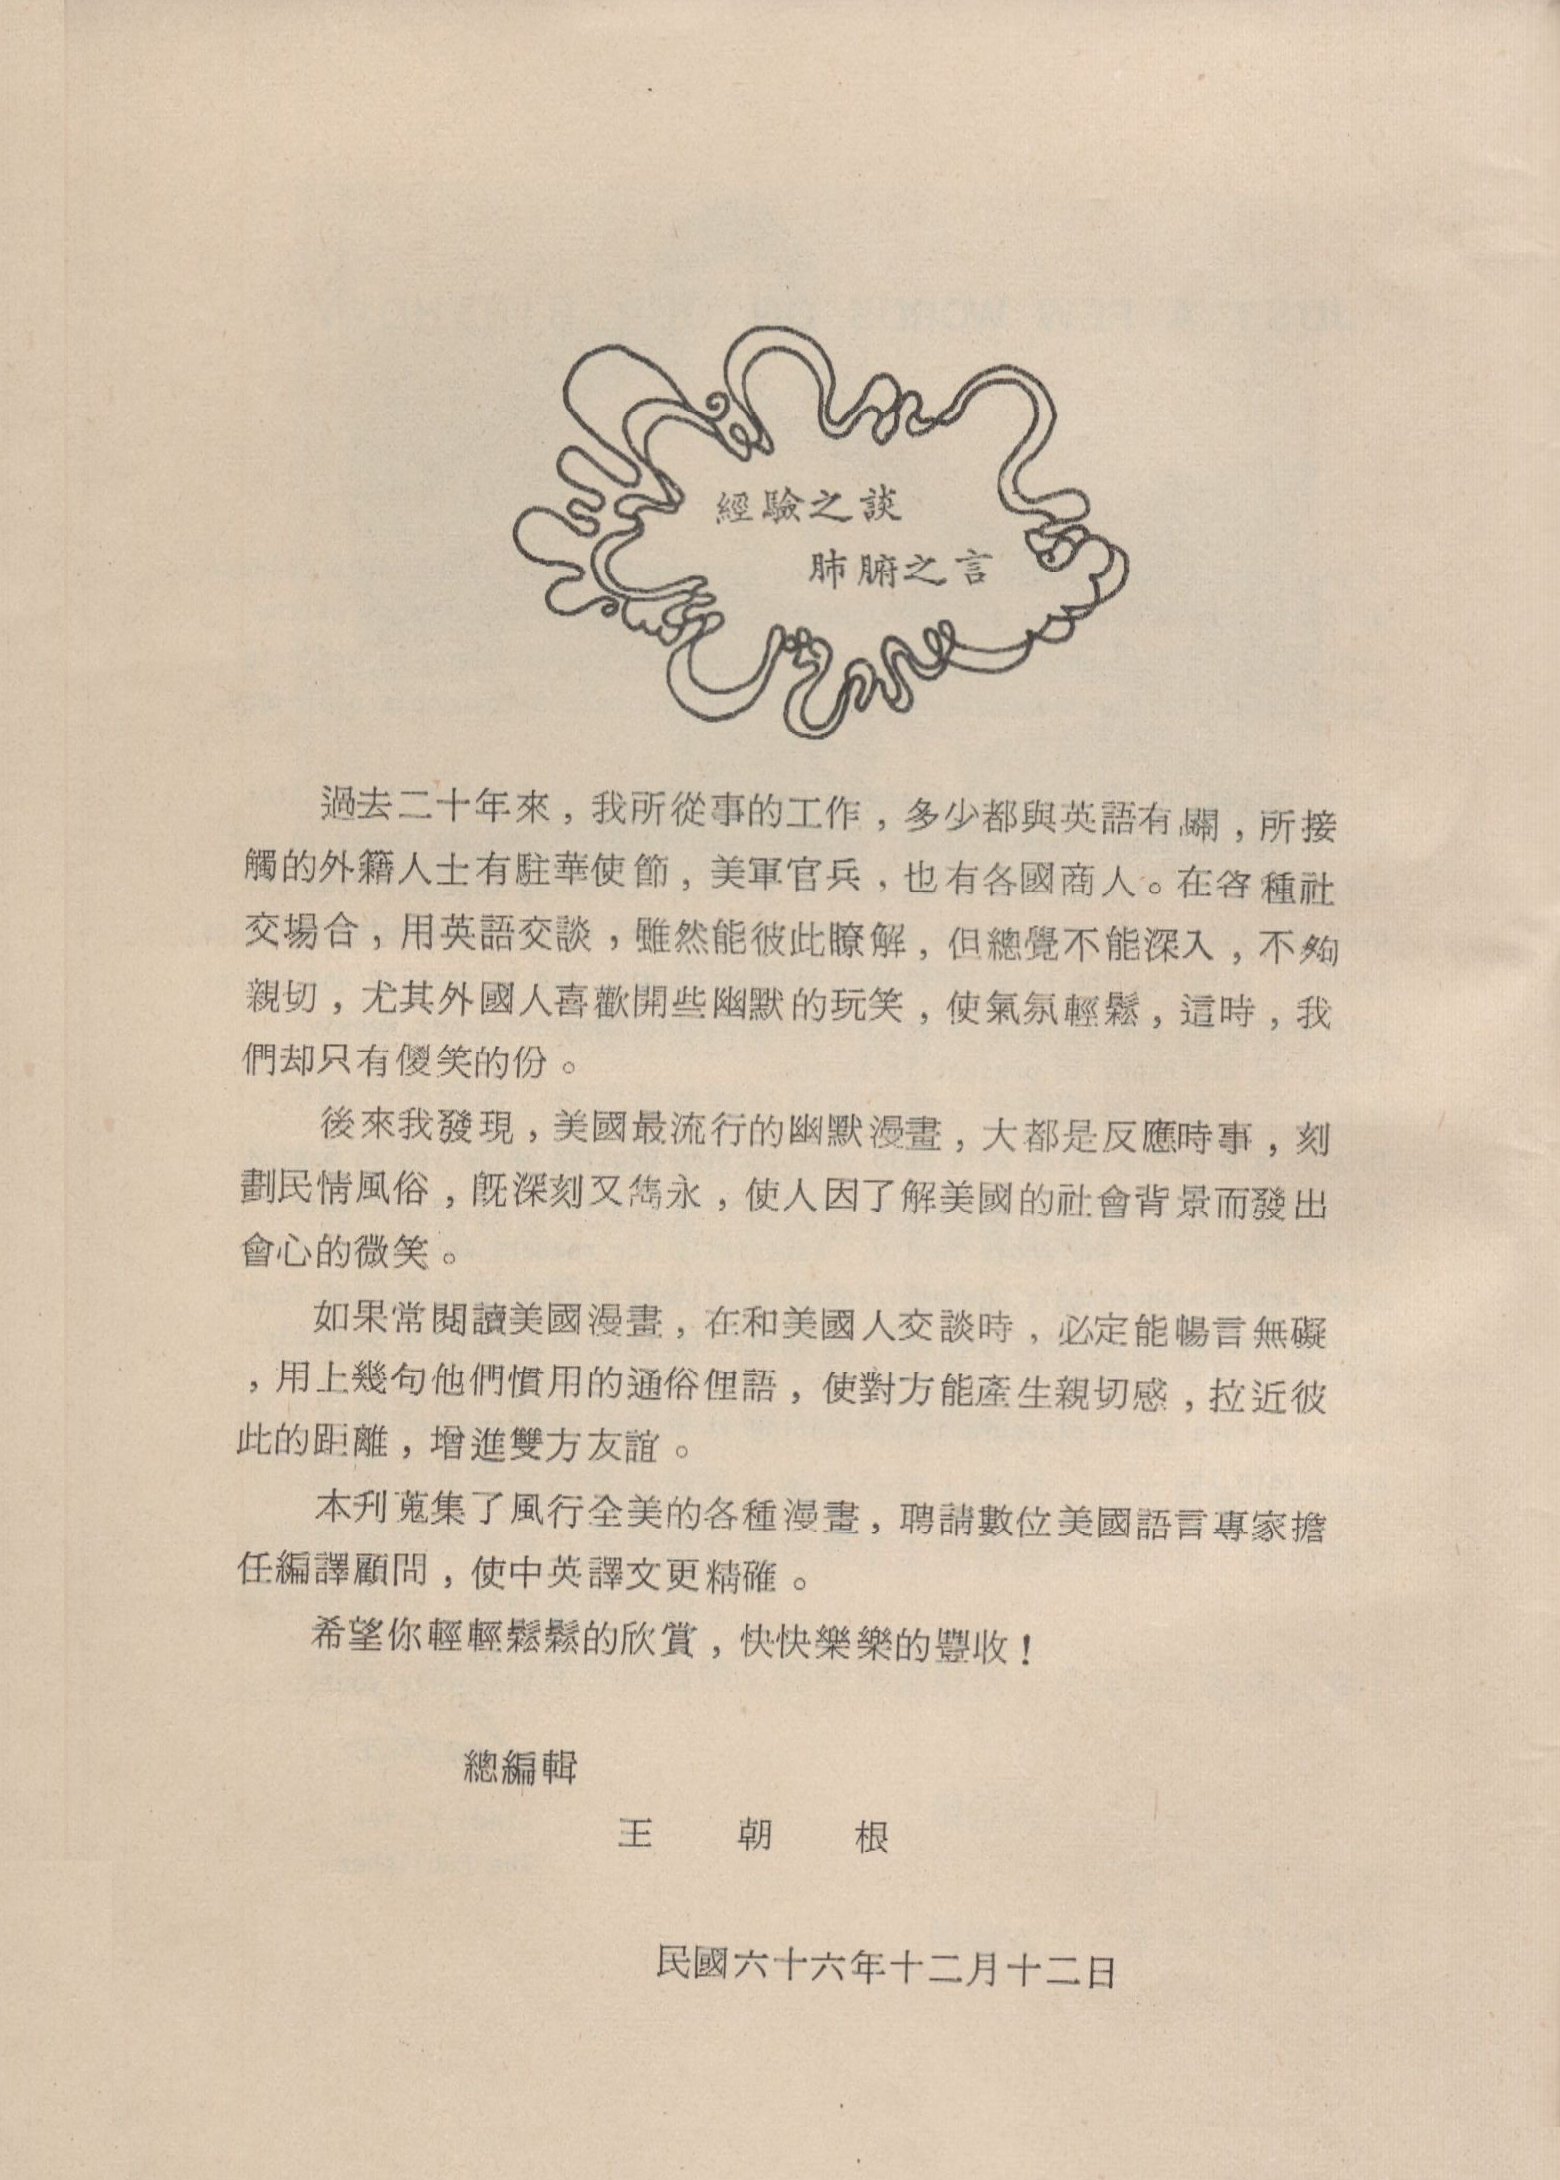 經驗之談
肺腑之言
過去二十年來，我所從事的工作，多少都與英語有關，所接
觸的外籍人士有駐華使節，美軍官兵，也有各國商人。在各種社
交場合，用英語交談，雖然能彼此瞭解，但總覺不能深入，不夠
親切，尤其外國人喜歡開些幽默的玩笑，使氣氛輕鬆，這時，我
們却只有儍笑的份。
後來我發現，美國最流行的幽默漫畫，大都是反應時事，刻
劃民情風俗，旣深刻又雋永，使人因了解美國的社會背景而發出
會心的微笑。
如果常閱讀美國漫畫，在和美國人交談時，必定能暢言無礙
，用上幾句他們慣用的通俗俚語，使對方能產生親切感，拉近彼
此的距離，增進雙方友誼。
本刋蒐集了風行全美的各種漫畫，聘請數位美國語言專家擔
任編譯顧問，使中英譯文更精確。
希望你輕輕鬆鬆的欣賞，快快樂樂的豐收！
總編輯
王 朝 根
民國六十六年十二月十二日